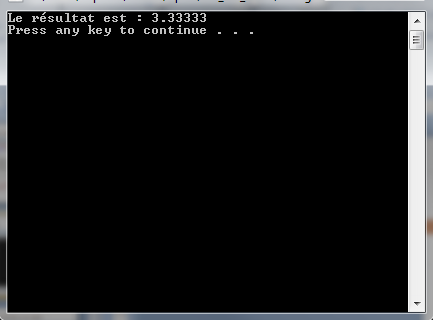 Le résultat est : 3.33333
Press any key to continue . . .